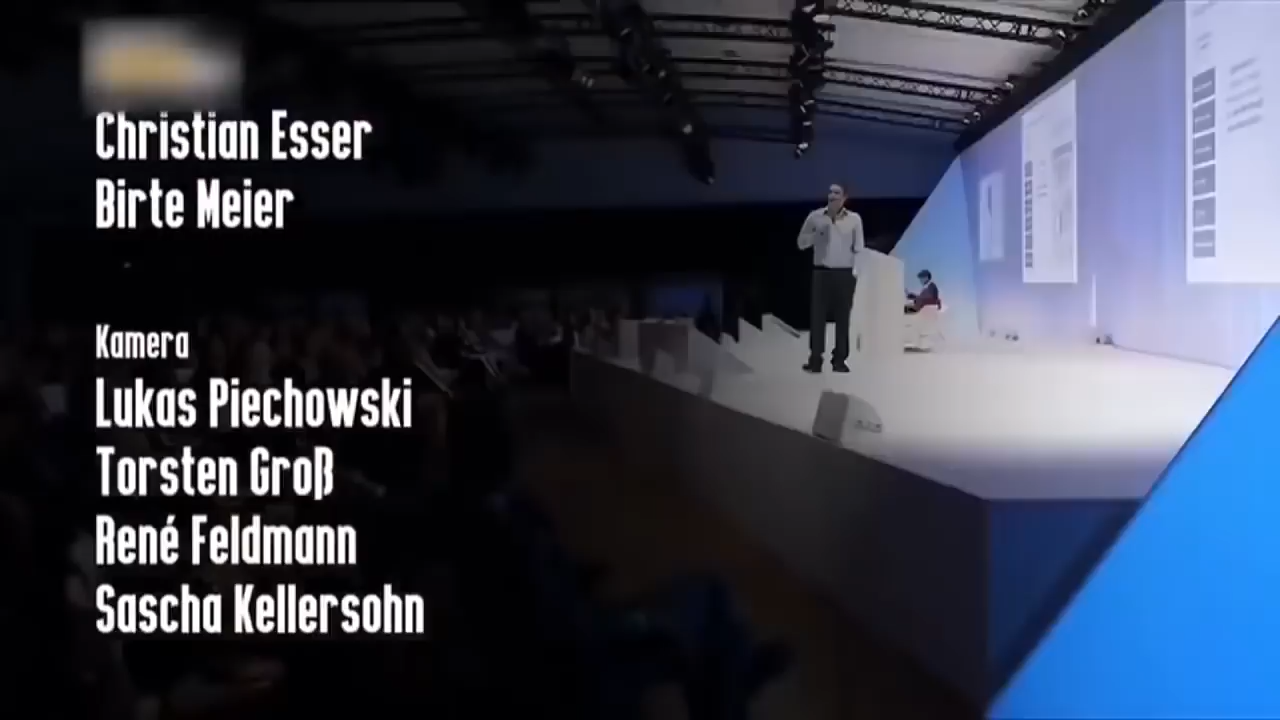 Christian Esser
Birte Meier
Kamera
Lukas Piechowski
Torsten Groß
René Feldmann
Sascha Kellersohn